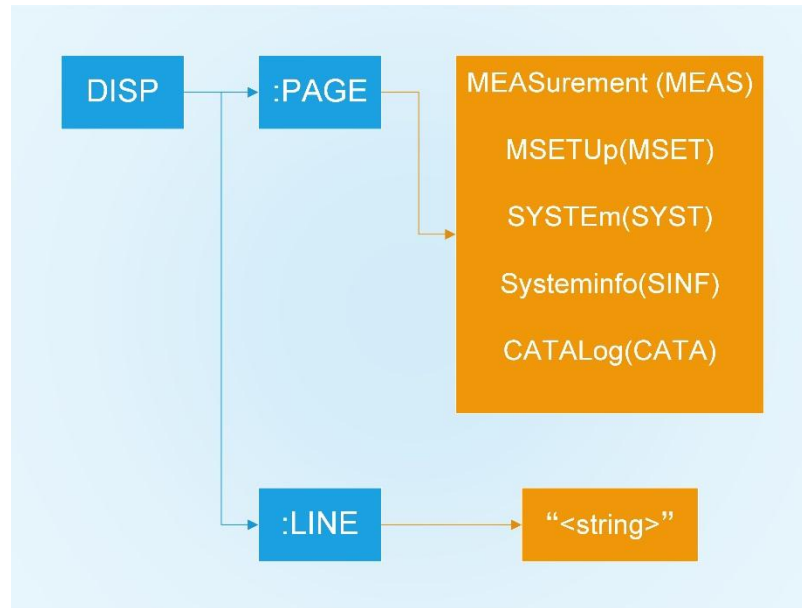 DISP
:PAGE
MEASurement (MEAS)
MSETUp(MSET)
SYSTEm(SYST)
Systeminfo(SINF)
CATALog(CATA)
:LINE
“<string>”